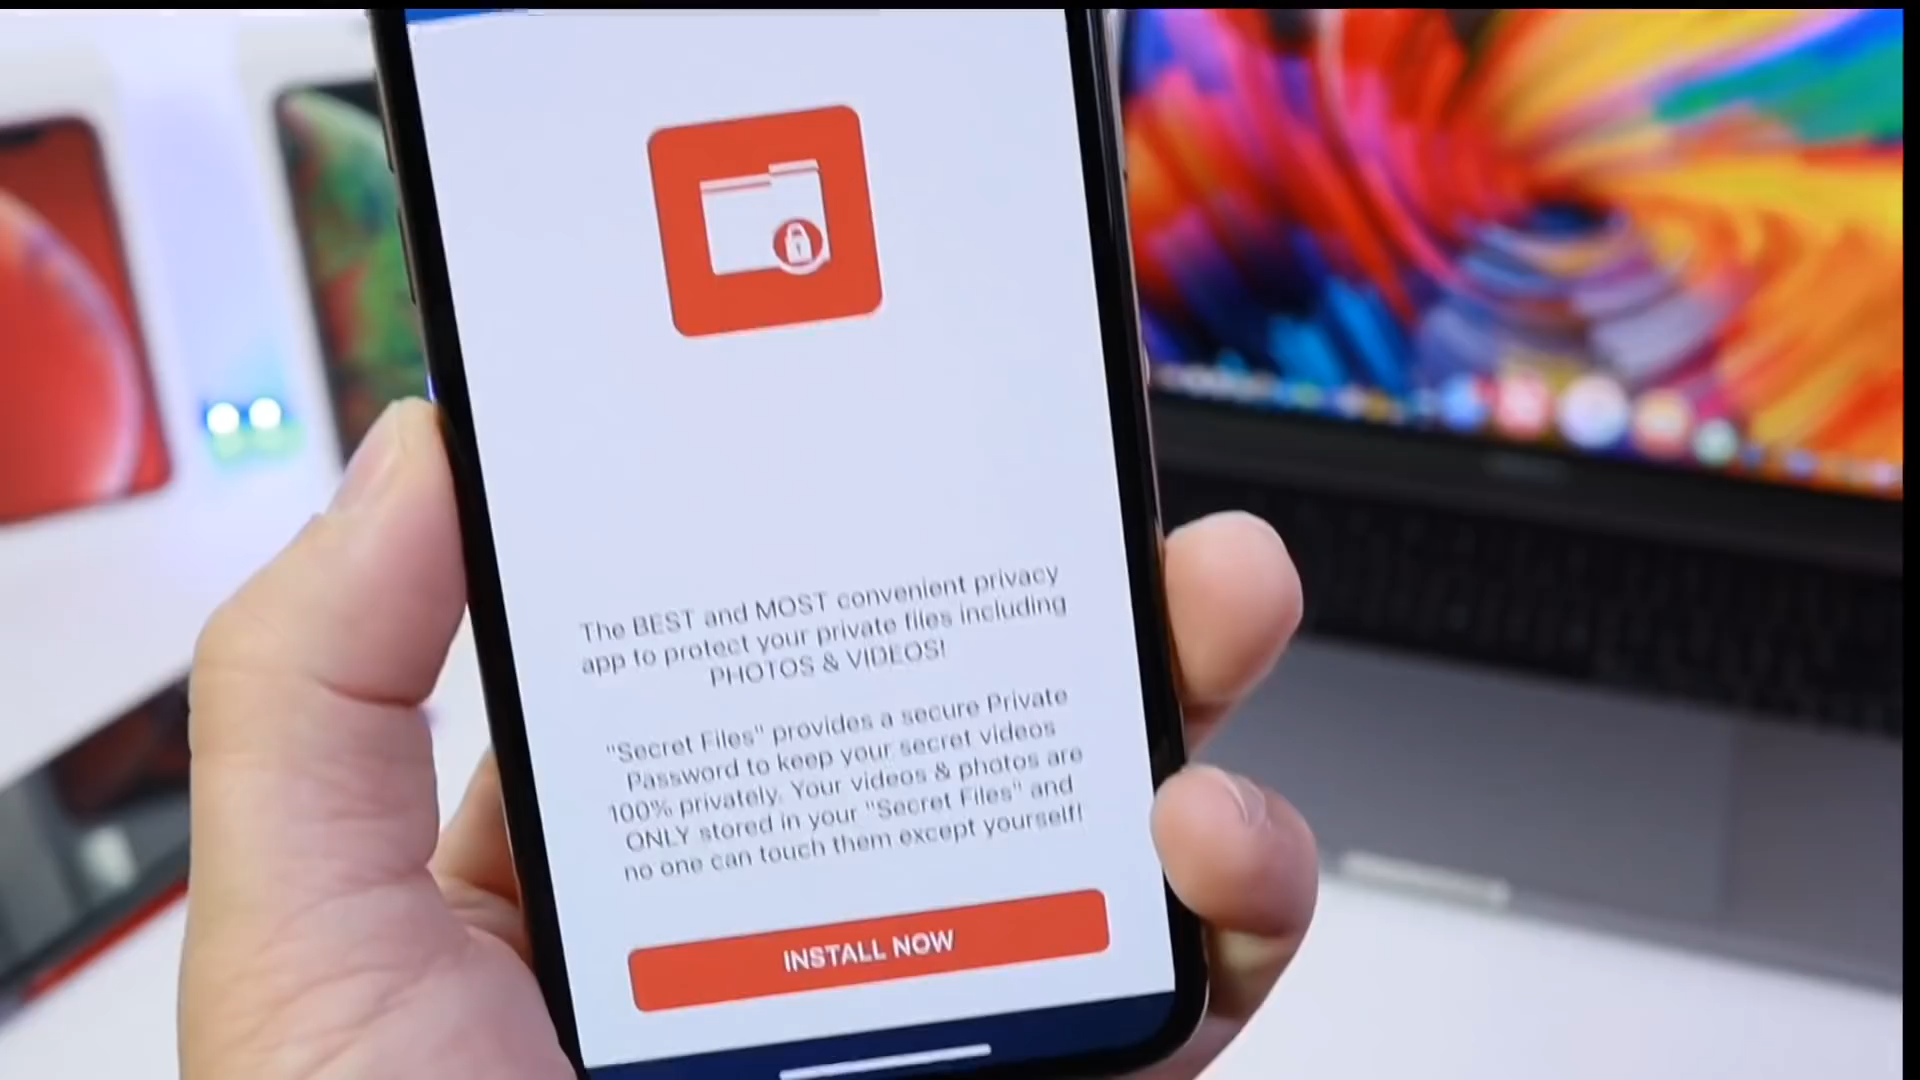 The BEST and MOST convenient privacy
app to protect your private files including
PHOTOS & VIDEOS!
"Secret Files" provides a secure Private
Password to keep your secret videos
100% privately. Your videos & photos are
ONLY stored in your "Secret Files" and
no one can touch them except yourself!
INSTALL NOW